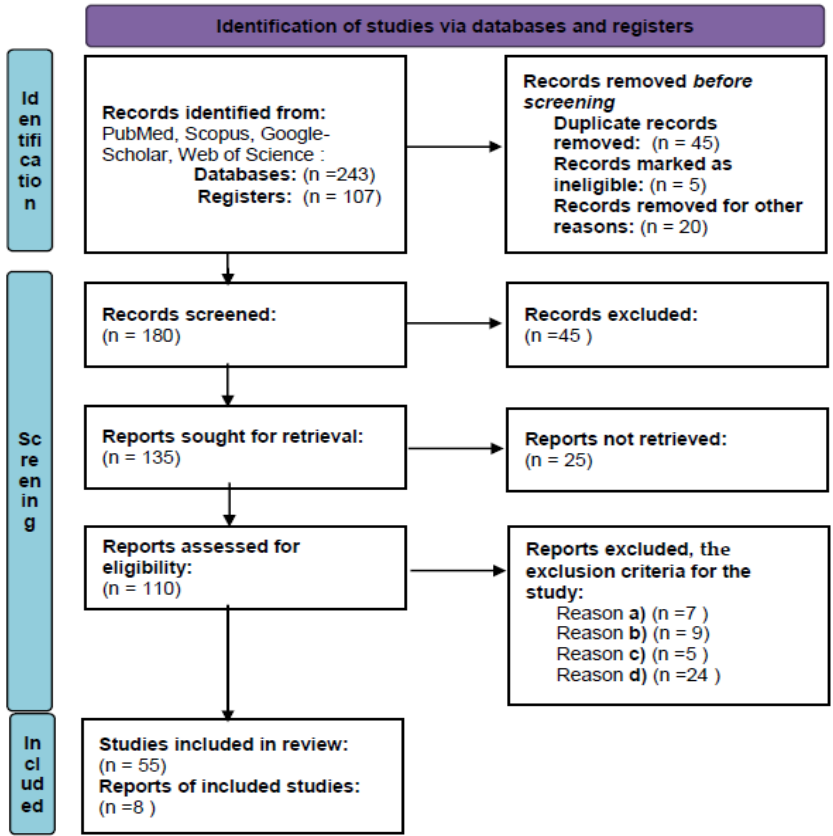 Identification of studies via databases and registers
Id
en
tifi
ca
tio
n
Records identified from:
PubMed, Scopus, Google-
Scholar, Web of Science :
Databases: (n =243)
Registers: (n = 107)
Records removed before
screening
Duplicate records
removed: (n = 45)
Records marked as
ineligible: (n = 5)
Records removed for other
reasons: (n = 20)
Sc
re
en
in
g
Records screened:
(n = 180)
Records excluded:
(n =45 )
Reports sought for retrieval:
(n = 135)
Reports not retrieved:
(n = 25)
Reports assessed for
eligibility:
(n = 110)
Reports excluded, the
exclusion criteria for the
study:
Reason a) (n =7 )
Reason b) (n = 9)
Reason c) (n =5 )
Reason d) (n =24 )
In
cl
ud
ed
Studies included in review:
(n = 55)
Reports of included studies:
(n =8 )